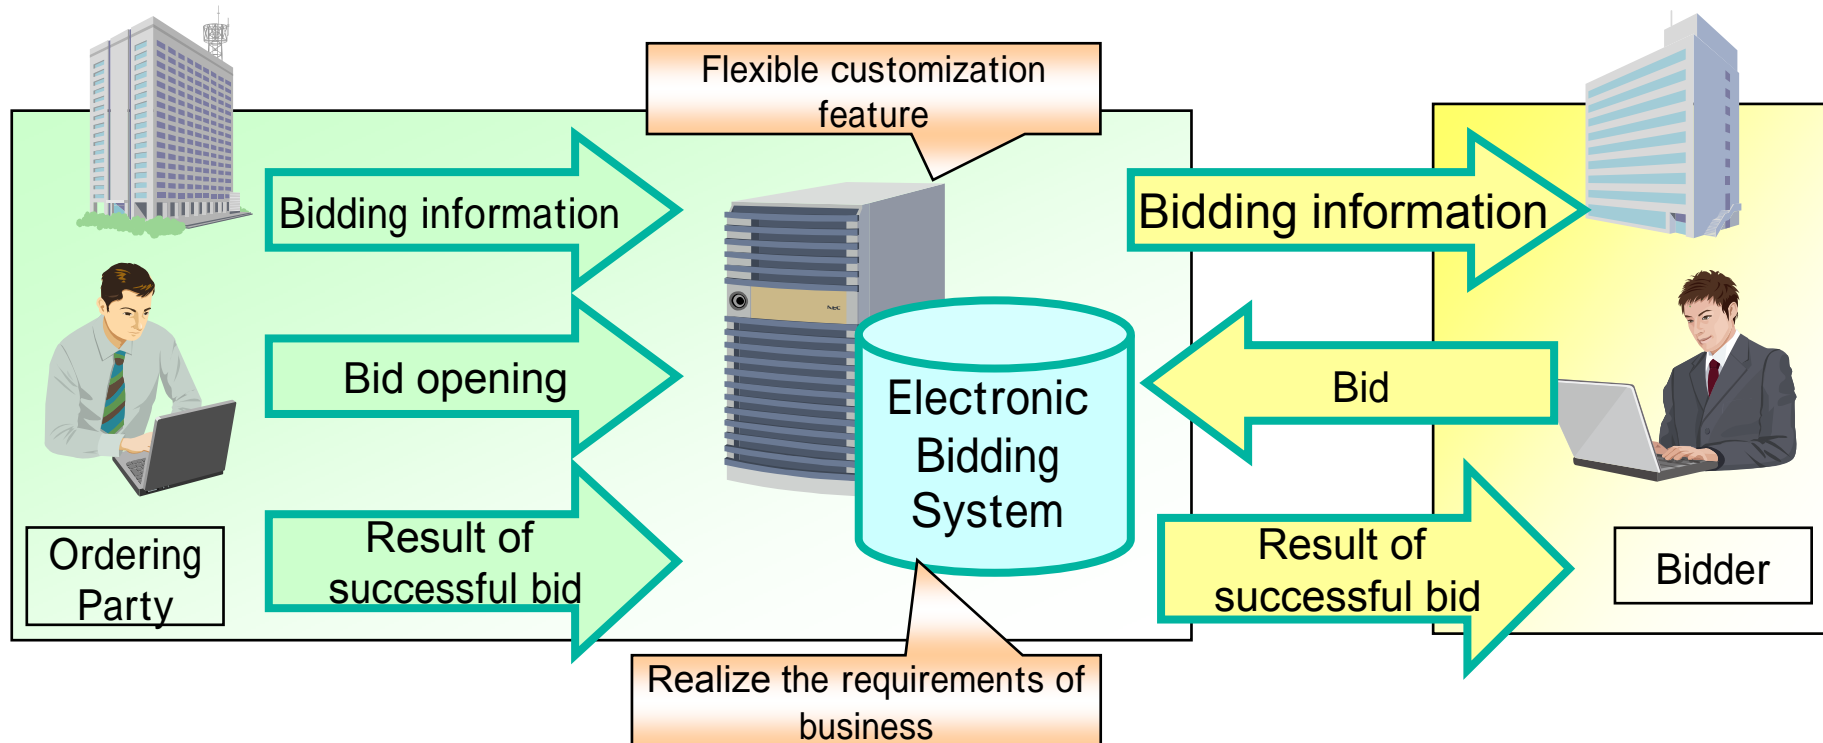 Flexible customization
feature
Bidding information
Bidding information
Bid opening
Bid
Electronic
Bidding
System
NEC
Result of
successful bid
Result of
successful bid
Ordering
Party
Bidder
Realize the requirements of
business